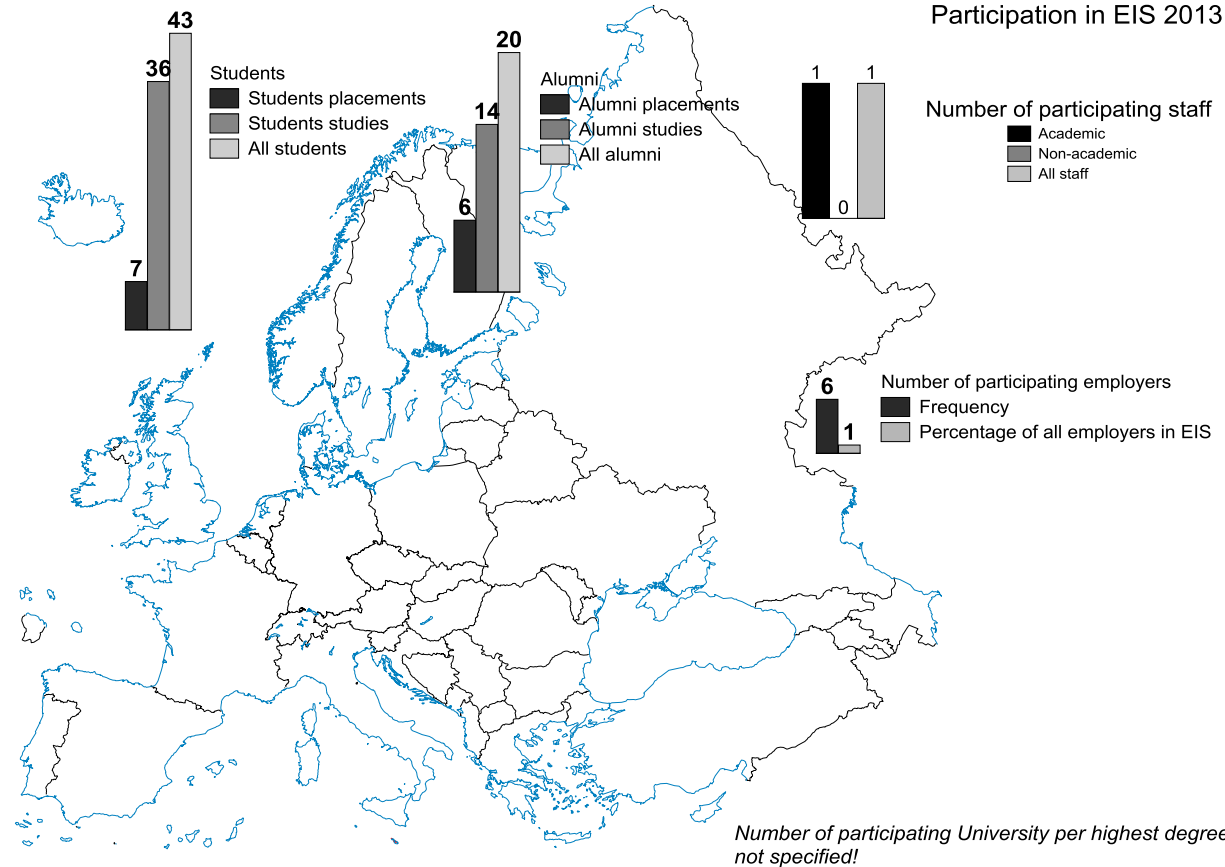 Participation in EIS 2013
43
36
7
Students
Students placements
Students studies
All students
20
14
6
Alumni
Alumni placements
Alumni studies
All alumni
1
0
1
Number of participating staff
Academic
Non-academic
All staff
6
1
Number of participating employers
Frequency
Percentage of all employers in EIS
Number of participating University per highest degree
not specified!